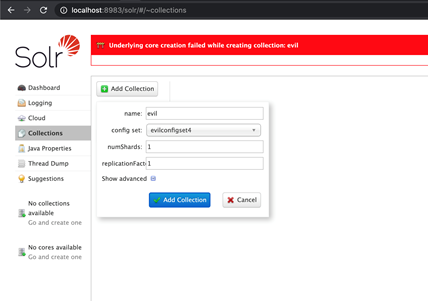 localhost:8983/solr/#/~collections
Solr
Underlying core creation failed while creating collection: evil
Dashboard
Logging
Cloud
Collections
Java Properties
Thread Dump
Suggestions
No collections
available
Go and create one
No cores available
Go and create one
Add Collection
name: evil
config set: evilconfigset4
numShards: 1
replicationFact 1
Show advanced
Add Collection
Cancel